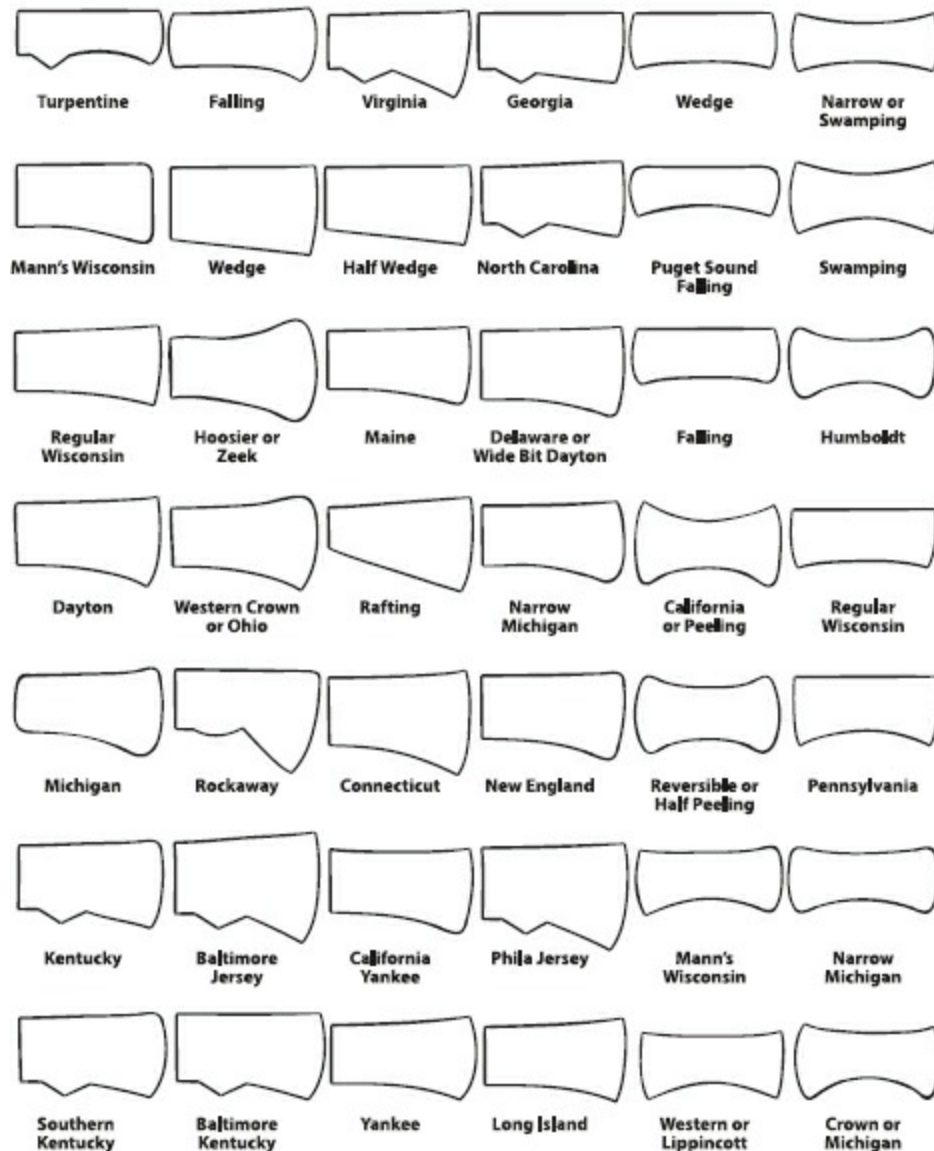 Turpentine
Falling
Virginia
Georgia
Wedge
Narrow or
Swamping
Mann's Wisconsin
Wedge
Half Wedge
North Carolina
Puget Sound
Falling
Swamping
Regular
Wisconsin
Hoosier or
Zeek
Maine
Delaware or
Wide Bit Dayton
Falling
Humboldt
Dayton
Western Crown
or Ohio
Rafting
Narrow
Michigan
California
or Peeling
Regular
Wisconsin
Michigan
Rockaway
Connecticut
New England
Reversible or
Half Peeling
Pennsylvania
Kentucky
Baltimore
Jersey
California
Yankee
Phila Jersey
Mann's
Wisconsin
Narrow
Michigan
Southern
Kentucky
Baltimore
Kentucky
Yankee
Long Island
Western or
Lippincott
Crown or
Michigan